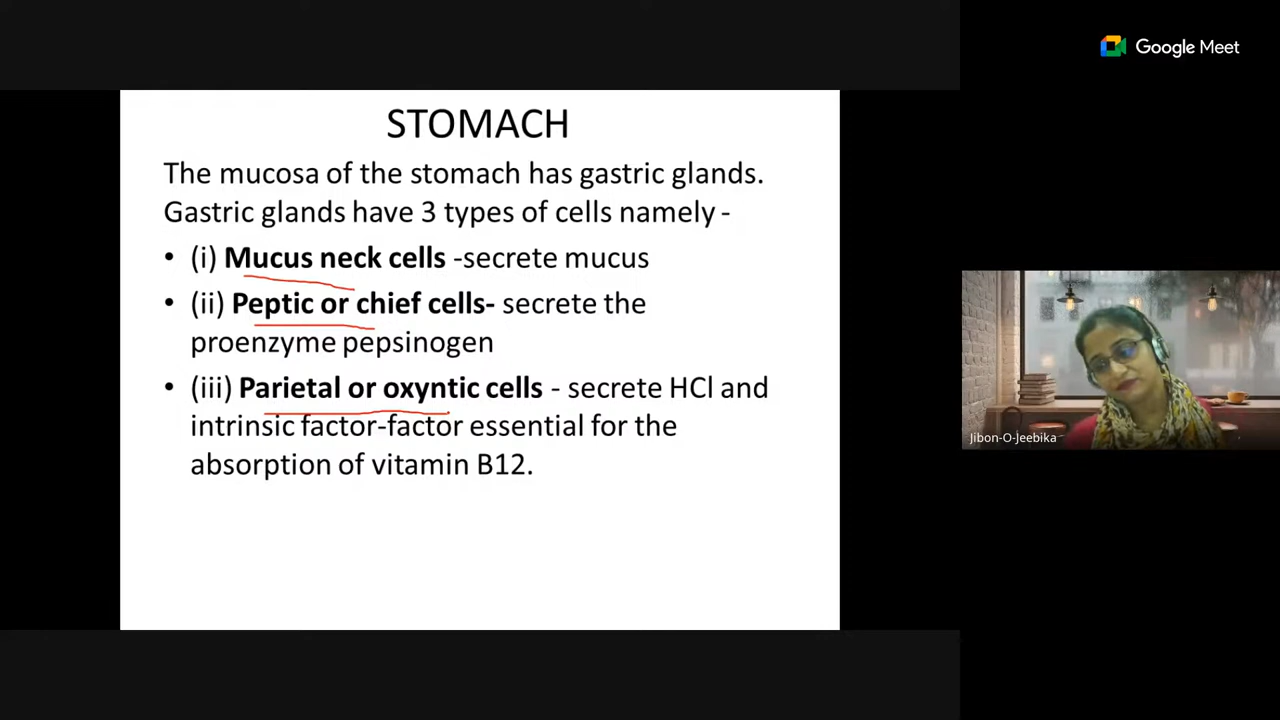 Google Meet
STOMACH
The mucosa of the stomach has gastric glands.
Gastric glands have 3 types of cells namely -
• (i) Mucus neck cells -secrete mucus
• (ii) Peptic or chief cells- secrete the
proenzyme pepsinogen
• (iii) Parietal or oxyntic cells - secrete HCl and
intrinsic factor-factor essential for the
absorption of vitamin B12.
Jibon-O-Jeebika